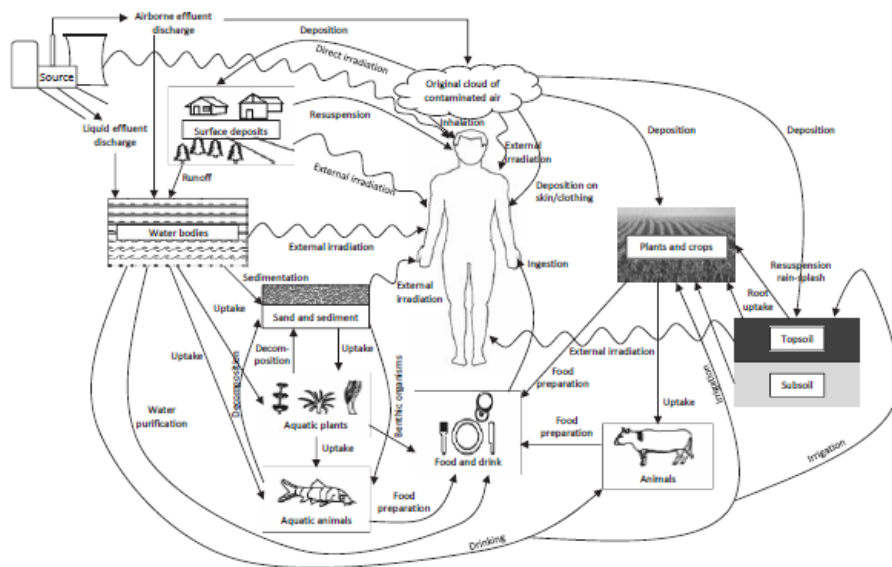 Airborne effluent
discharge
Deposition
Direct irradiation
Source
Original cloud of
contaminated air
Liquid effluent
discharge
Surface deposits
Resuspension
Inhalation
External
irradiation
Deposition
Deposition
External irradiation
Runoff
Deposition on
skin/clothing
Water bodies
External irradiation
Plants and crops
Sedimentation
External
irradiation
Ingestion
Resuspension
rain-splash
Root
uptake
Uptake
Sand and sediment
Topsoil
External irradiation
Uptake
Decomposition
Decom-
position
Uptake
Benthic organisms
Food
preparation
Irrigation
Subsoil
Water
purification
Aquatic plants
Uptake
Food
preparation
Uptake
Food and drink
Animals
Irrigation
Aquatic animals
Food
preparation
Drinking